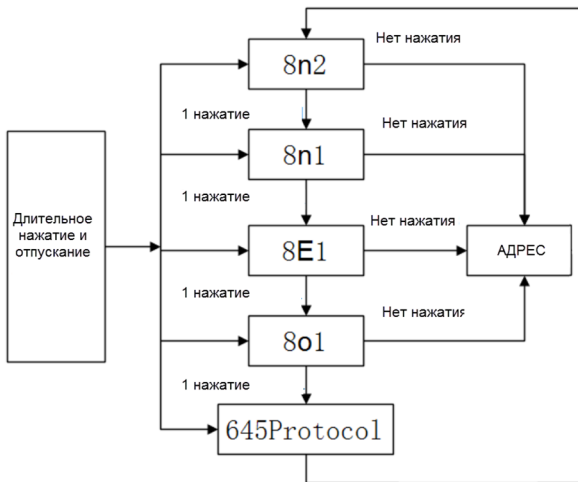 Нет нажатия
8n2
1 нажатие
Нет нажатия
8n1
1 нажатие
Длительное
нажатие и
отпускание
Нет нажатия
8E1
АДРЕС
1 нажатие
Нет нажатия
8o1
1 нажатие
645Protocol